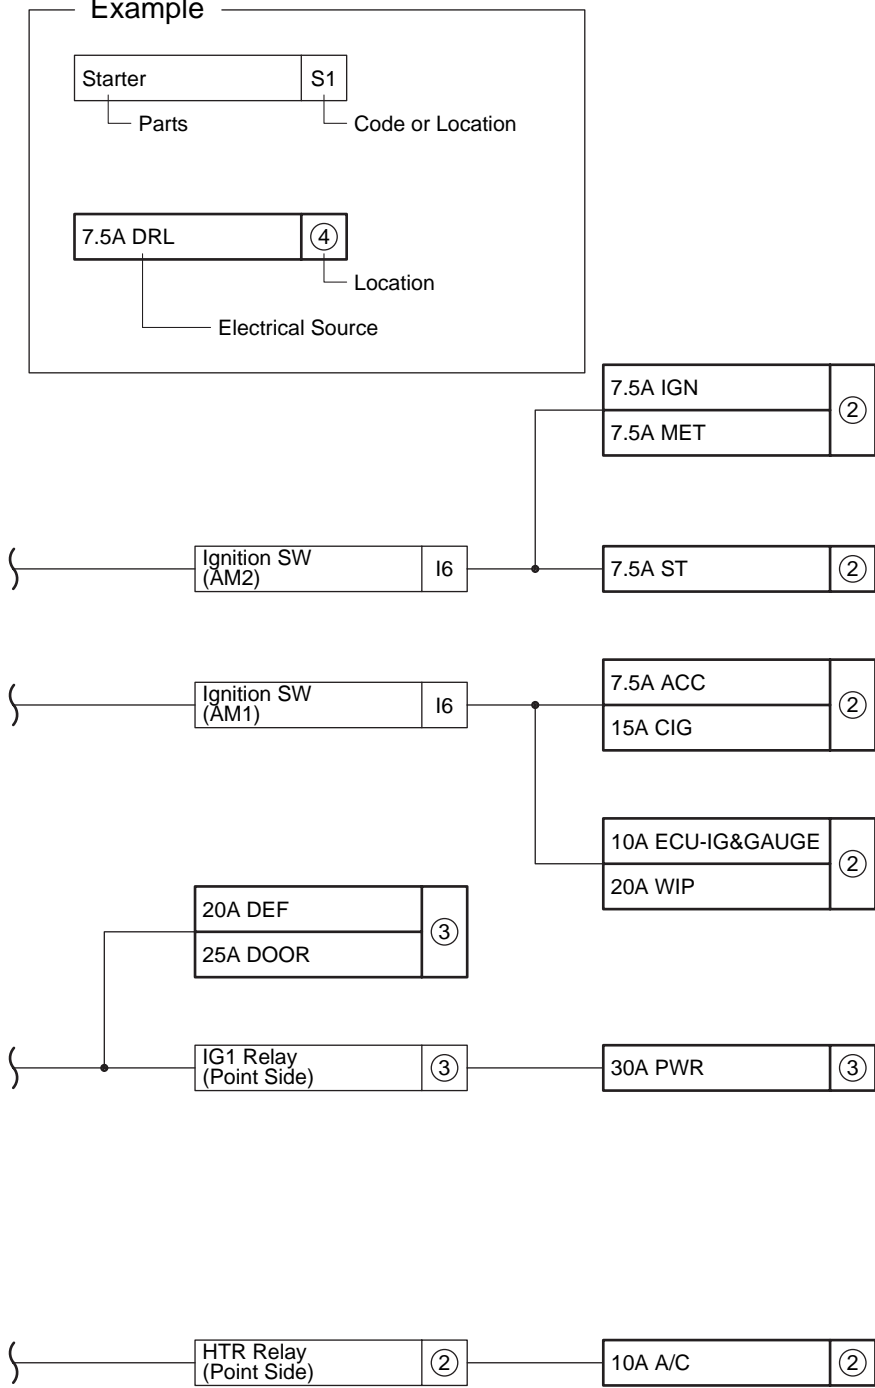 Example
Starter
S1
Parts
Code or Location
7.5A DRL
④
Location
Electrical Source
7.5A IGN
②
7.5A MET
Ignition SW
(AM2)
I6
7.5A ST
②
Ignition SW
(AM1)
I6
7.5A ACC
②
15A CIG
10A ECU-IG&GAUGE
②
20A WIP
20A DEF
③
25A DOOR
IG1 Relay
(Point Side)
③
30A PWR
③
HTR Relay
(Point Side)
②
10A A/C
②